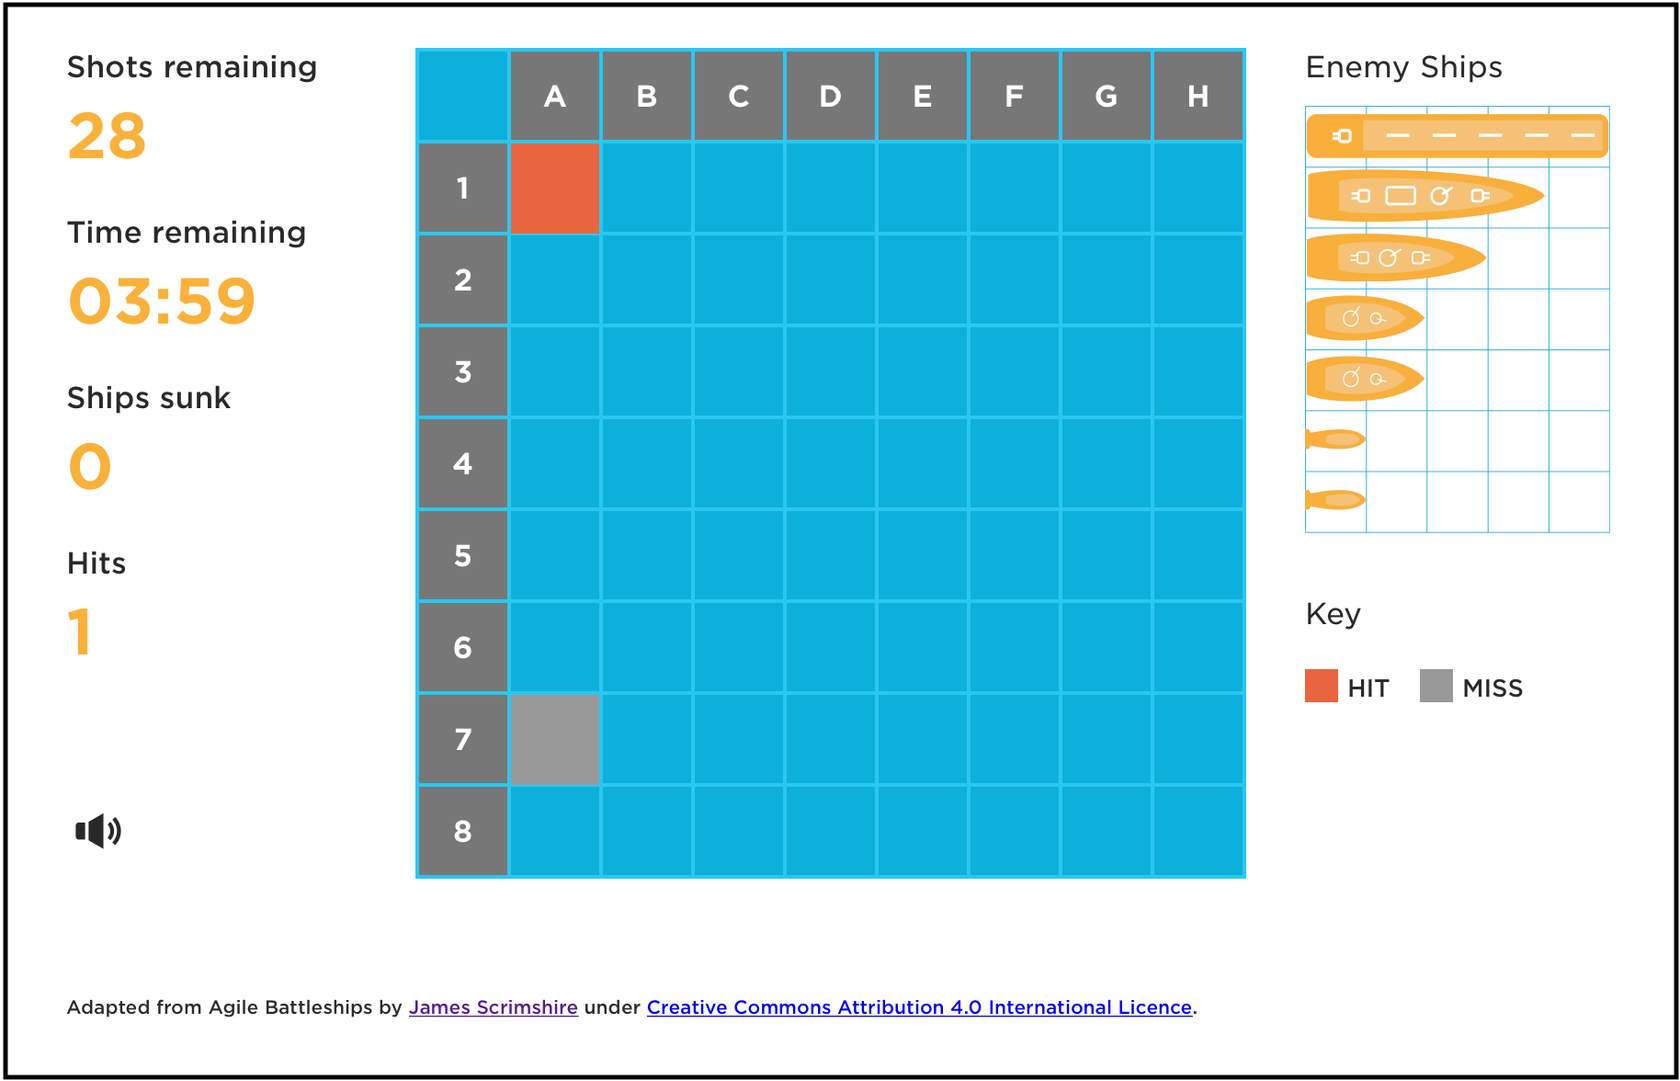 Shots remaining
28
Time remaining
03:59
Ships sunk
0
Hits
1
A B C D E F G H
1
2
3
4
5
6
7
8
Enemy Ships
Key
HIT MISS
Adapted from Agile Battleships by James Scrimshire under Creative Commons Attribution 4.0 International Licence.